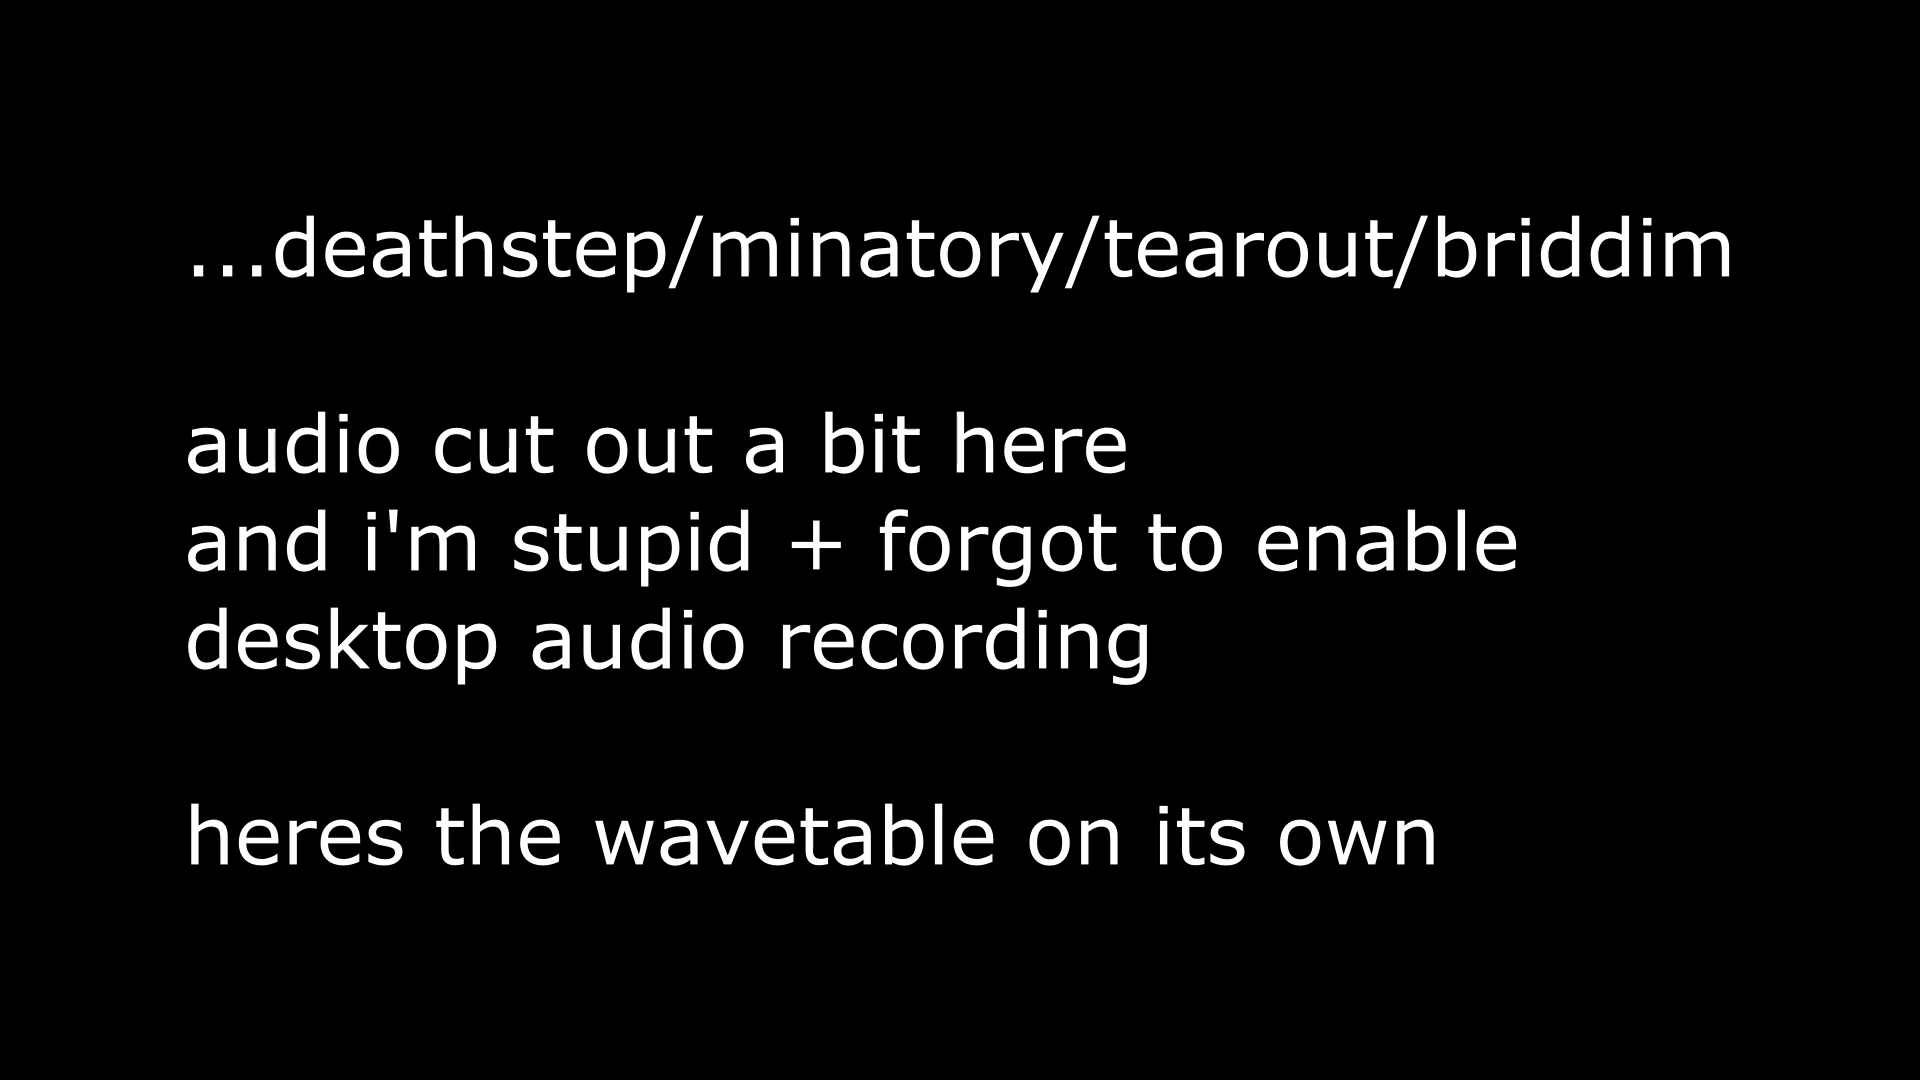 ...deathstep/minatory/tearout/briddim
audio cut out a bit here
and i'm stupid + forgot to enable
desktop audio recording
heres the wavetable on its own